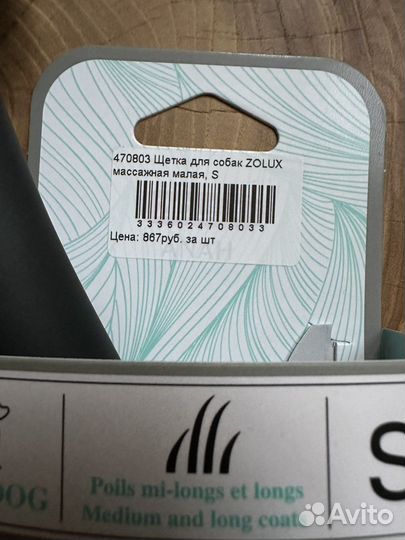 470803 Щетка для собак ZOLUX
массажная малая, S
3336024708033
Цена: 867руб. за шт
DOG
Poils mi-longs et longs
Medium and long coats
S
Avito